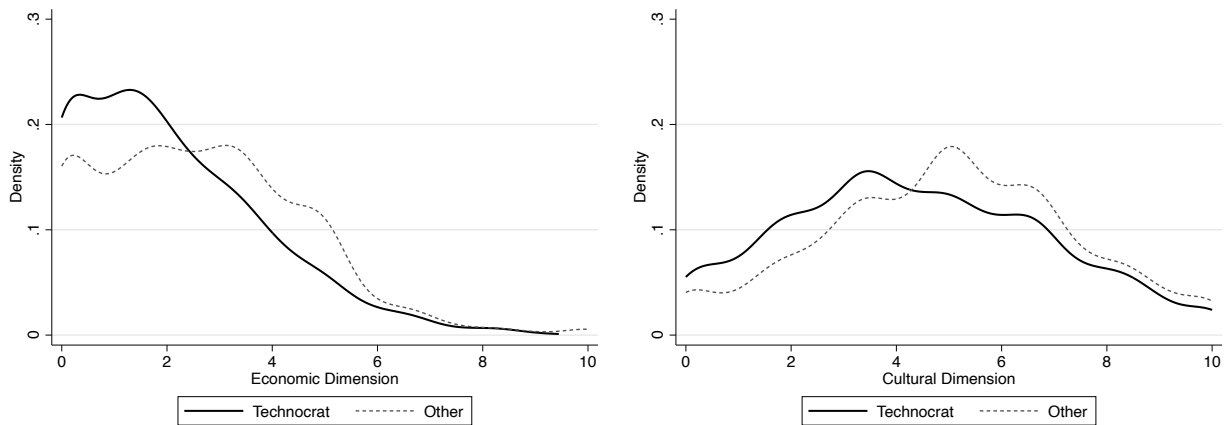 .3
.2
.1
0
Density
0 2 4 6 8 10
Economic Dimension
Technocrat Other
.3
.2
.1
0
Density
0 2 4 6 8 10
Cultural Dimension
Technocrat Other